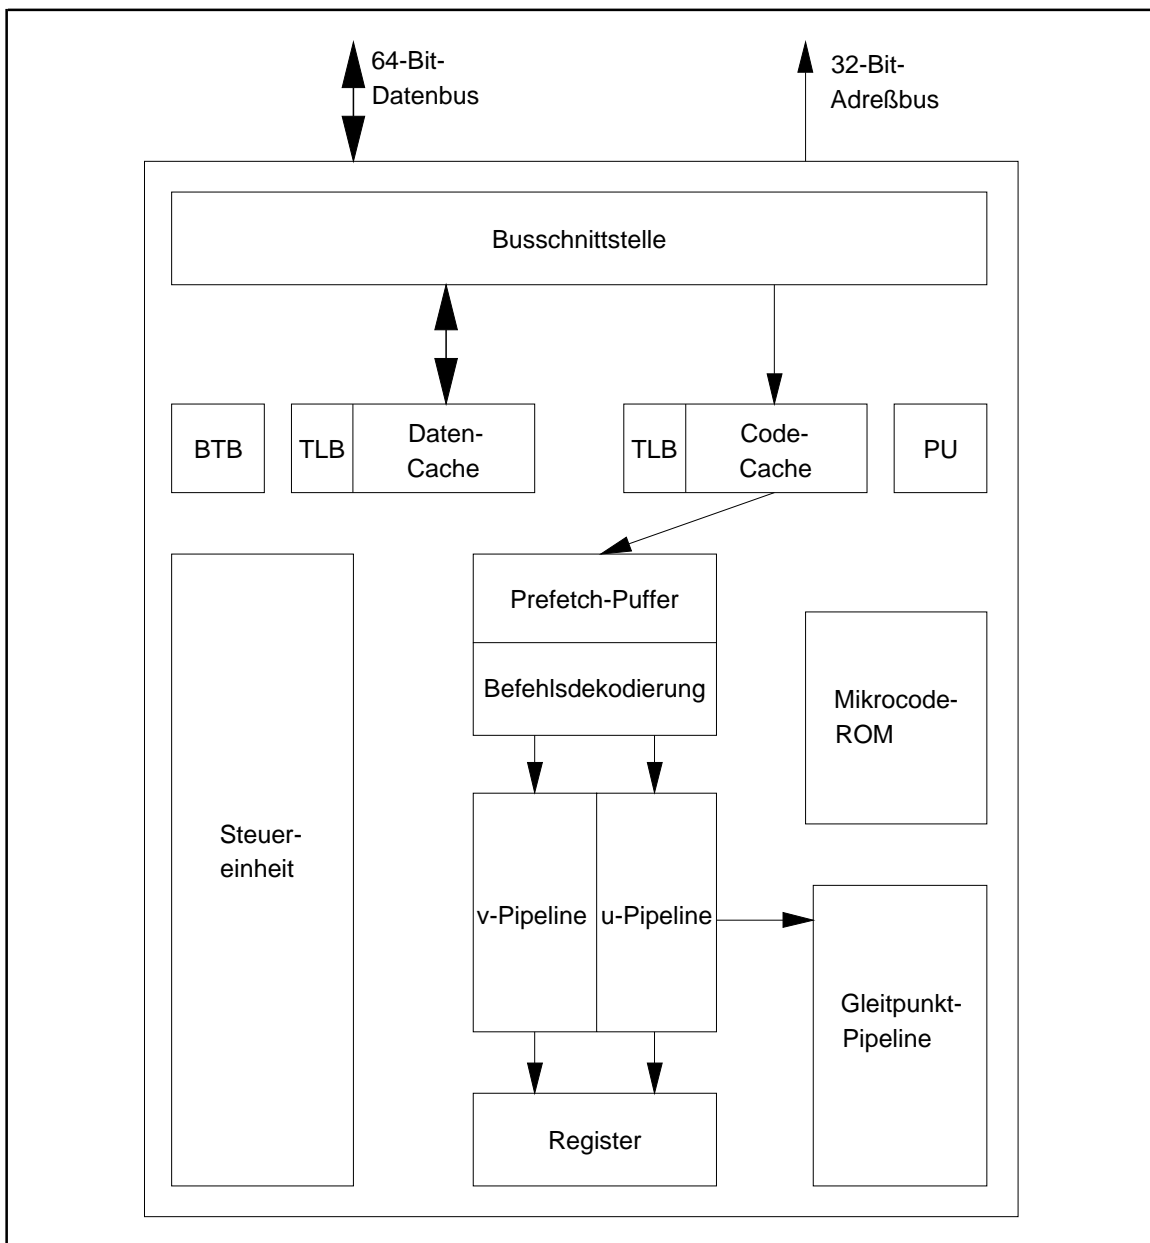 64-Bit-
Datenbus
32-Bit-
Adreßbus
Busschnittstelle
BTB
TLB
Daten-
Cache
TLB
Code-
Cache
PU
Prefetch-Puffer
Befehlsdekodierung
Mikrocode-
ROM
Steuer-
einheit
v-Pipeline
u-Pipeline
Gleitpunkt-
Pipeline
Register